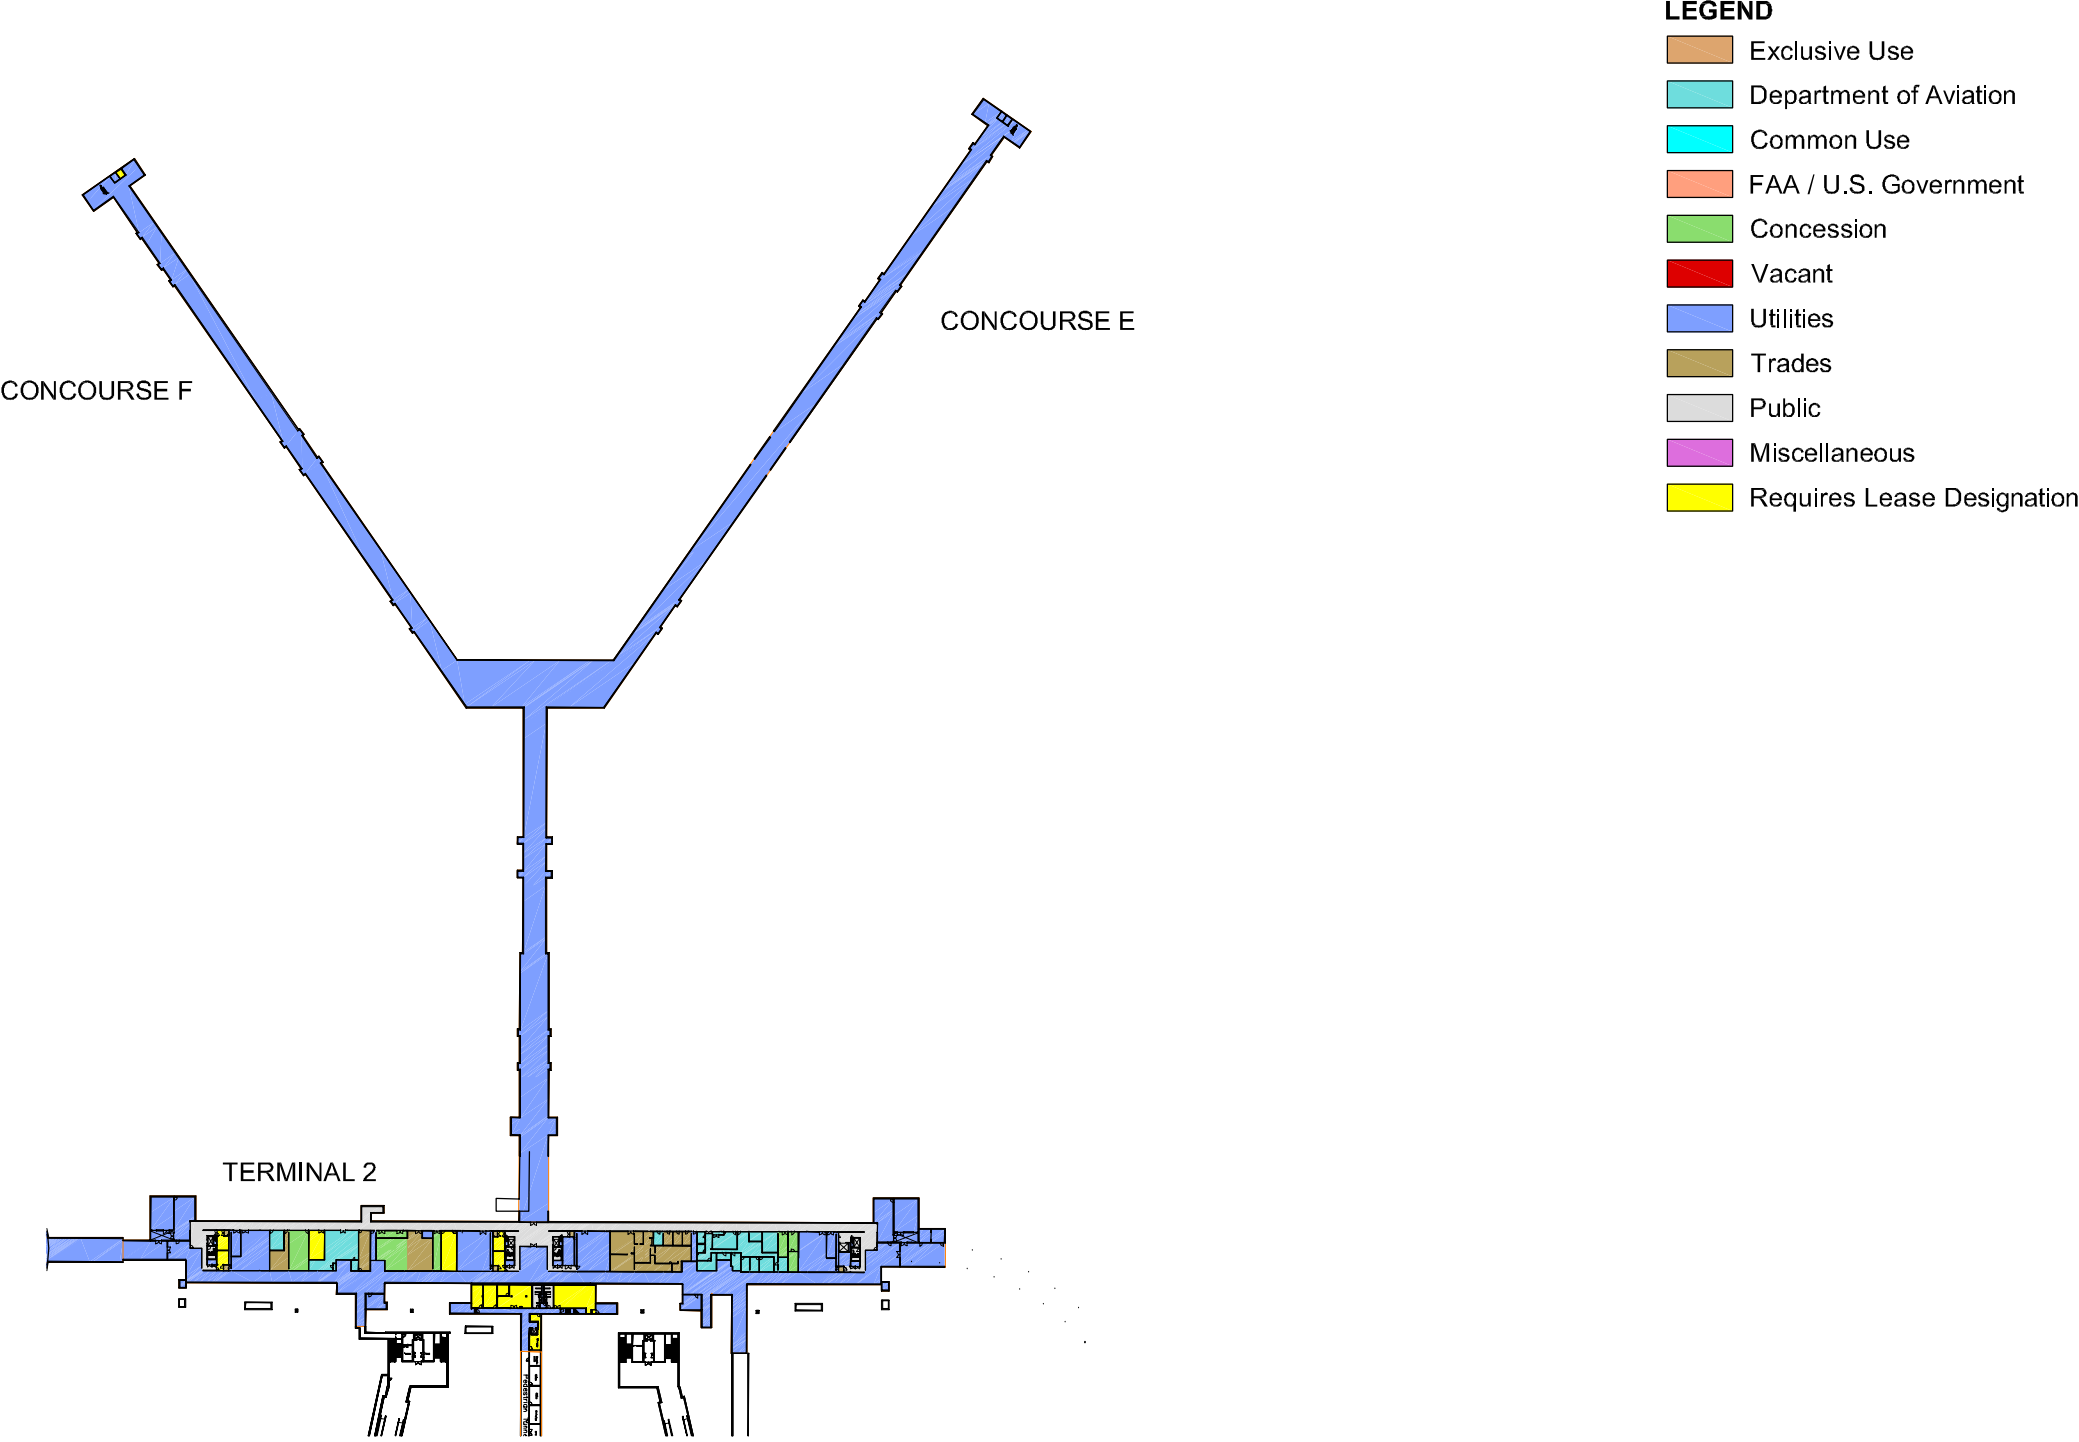 LEGEND
Exclusive Use
Department of Aviation
Common Use
FAA / U.S. Government
Concession
Vacant
Utilities
Trades
Public
Miscellaneous
Requires Lease Designation
CONCOURSE E
CONCOURSE F
TERMINAL 2
Pedestrian